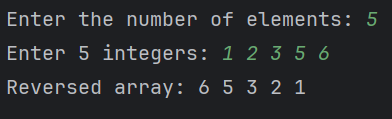 Enter the number of elements: 5
Enter 5 integers: 1 2 3 5 6
Reversed array: 6 5 3 2 1